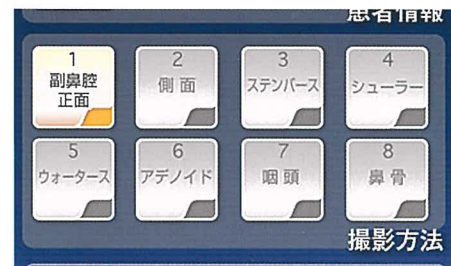 患者情報
1
副鼻腔
正面
2
側面
3
ステンバース
4
シューラー
5
ウォータース
6
アデノイド
7
咽頭
8
鼻骨
撮影方法